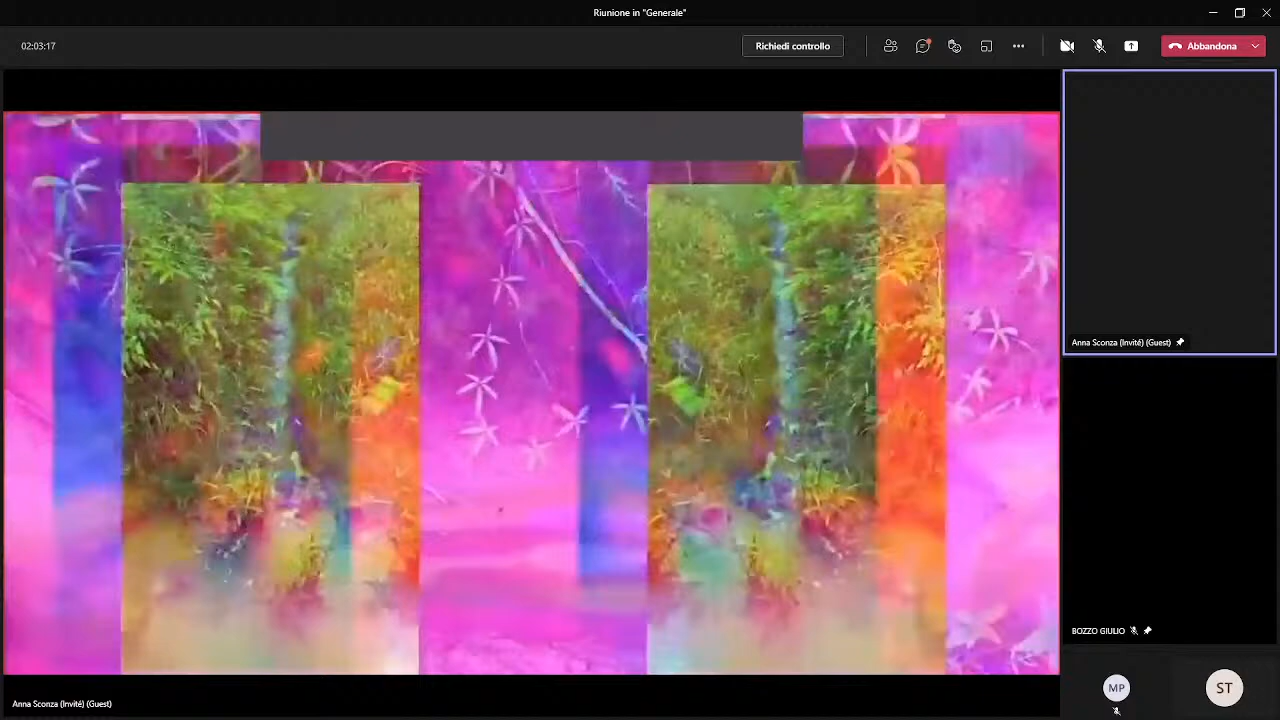 Riunione in "Generale"
02:03:17
Richiedi controllo
Abbandona
Anna Sconza (Invité) (Guest)
BOZZO GIULIO
MP
ST
Anna Sconza (Invité) (Guest)